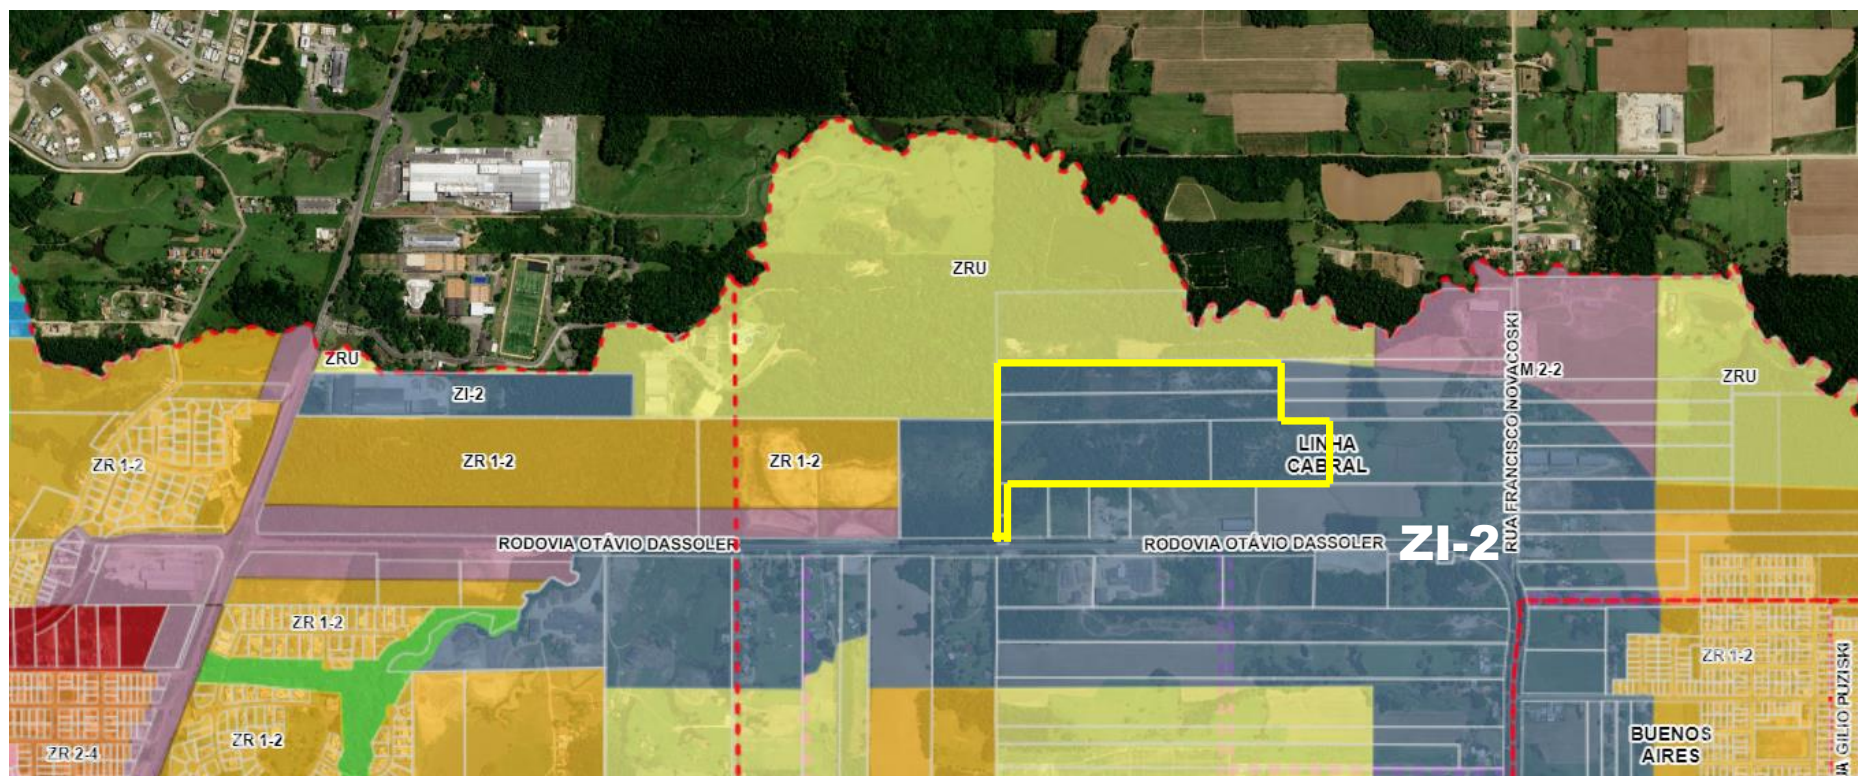 ZRU
ZRU
M 2-2
ZRU
ZI-2
RUA FRANCISCO NOVACOSKI
LINHA
CABRAL
ZR 1-2
ZR 1-2
ZR 1-2
RODOVIA OTÁVIO DASSOLER
RODOVIA OTÁVIO DASSOLER
ZI-2
ZR 1-2
ZR 1-2
GILIO PUZISKI
ZR 1-2
BUENOS
AIRES
ZR 2-4